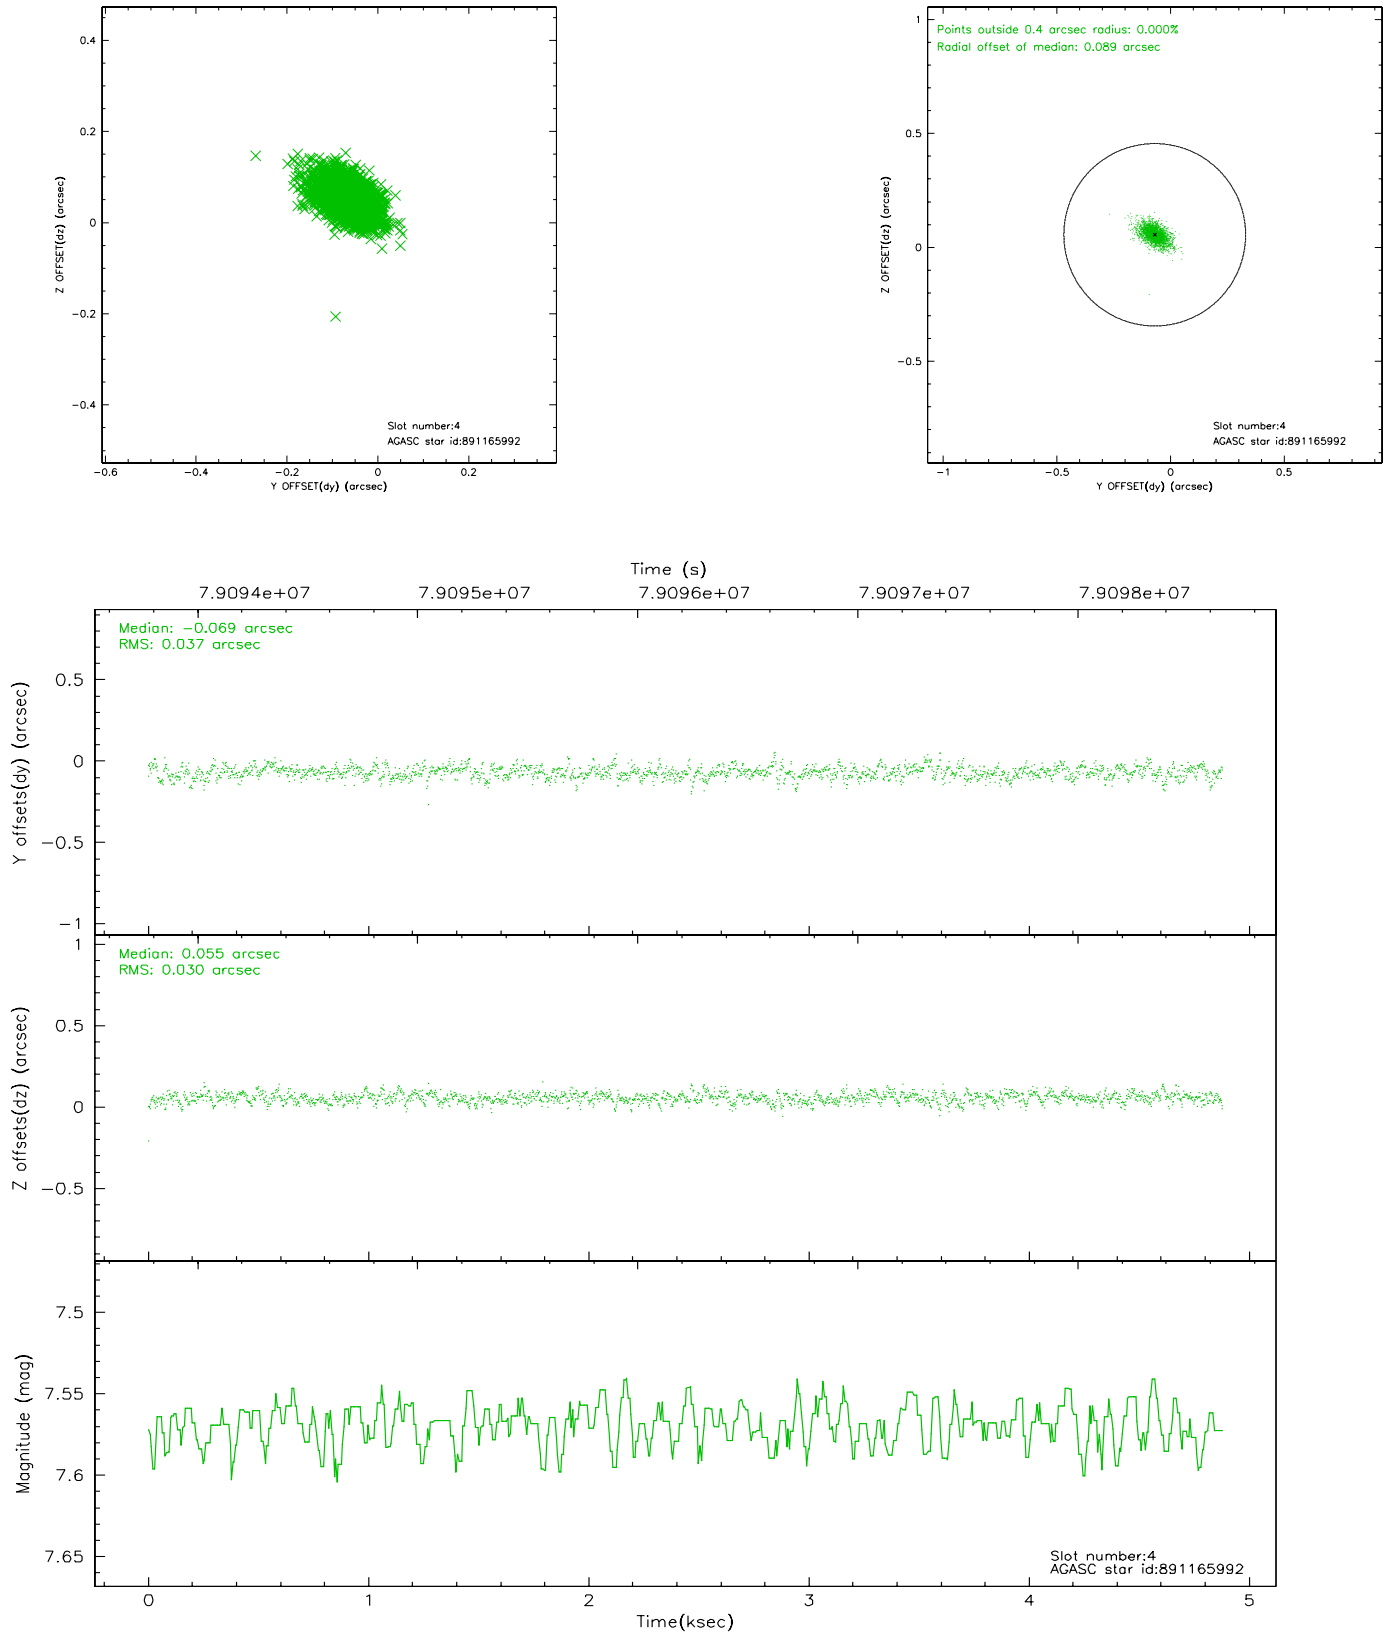 0.4
0.2
0
-0.2
-0.4
Z OFFSET(dz) (arcsec)
Slot number:4
AGASC star id:891165992
-0.6
-0.4
-0.2
0
0.2
Y OFFSET(dy) (arcsec)
Points outside 0.4 arcsec radius: 0.000%
Radial offset of median: 0.089 arcsec
1
0.5
0
-0.5
Z OFFSET(dz) (arcsec)
Slot number:4
AGASC star id:891165992
-1
-0.5
0
0.5
Y OFFSET(dy) (arcsec)
Time (s)
7.9094e+07
7.9095e+07
7.9096e+07
7.9097e+07
7.9098e+07
Median: -0.069 arcsec
RMS: 0.037 arcsec
0.5
0
-0.5
-1
Y offsets(dy) (arcsec)
Median: 0.055 arcsec
RMS: 0.030 arcsec
1
0.5
0
-0.5
Z offsets(dz) (arcsec)
7.5
7.55
7.6
7.65
Magnitude (mag)
Slot number:4
AGASC star id:891165992
0
1
2
3
4
5
Time(ksec)